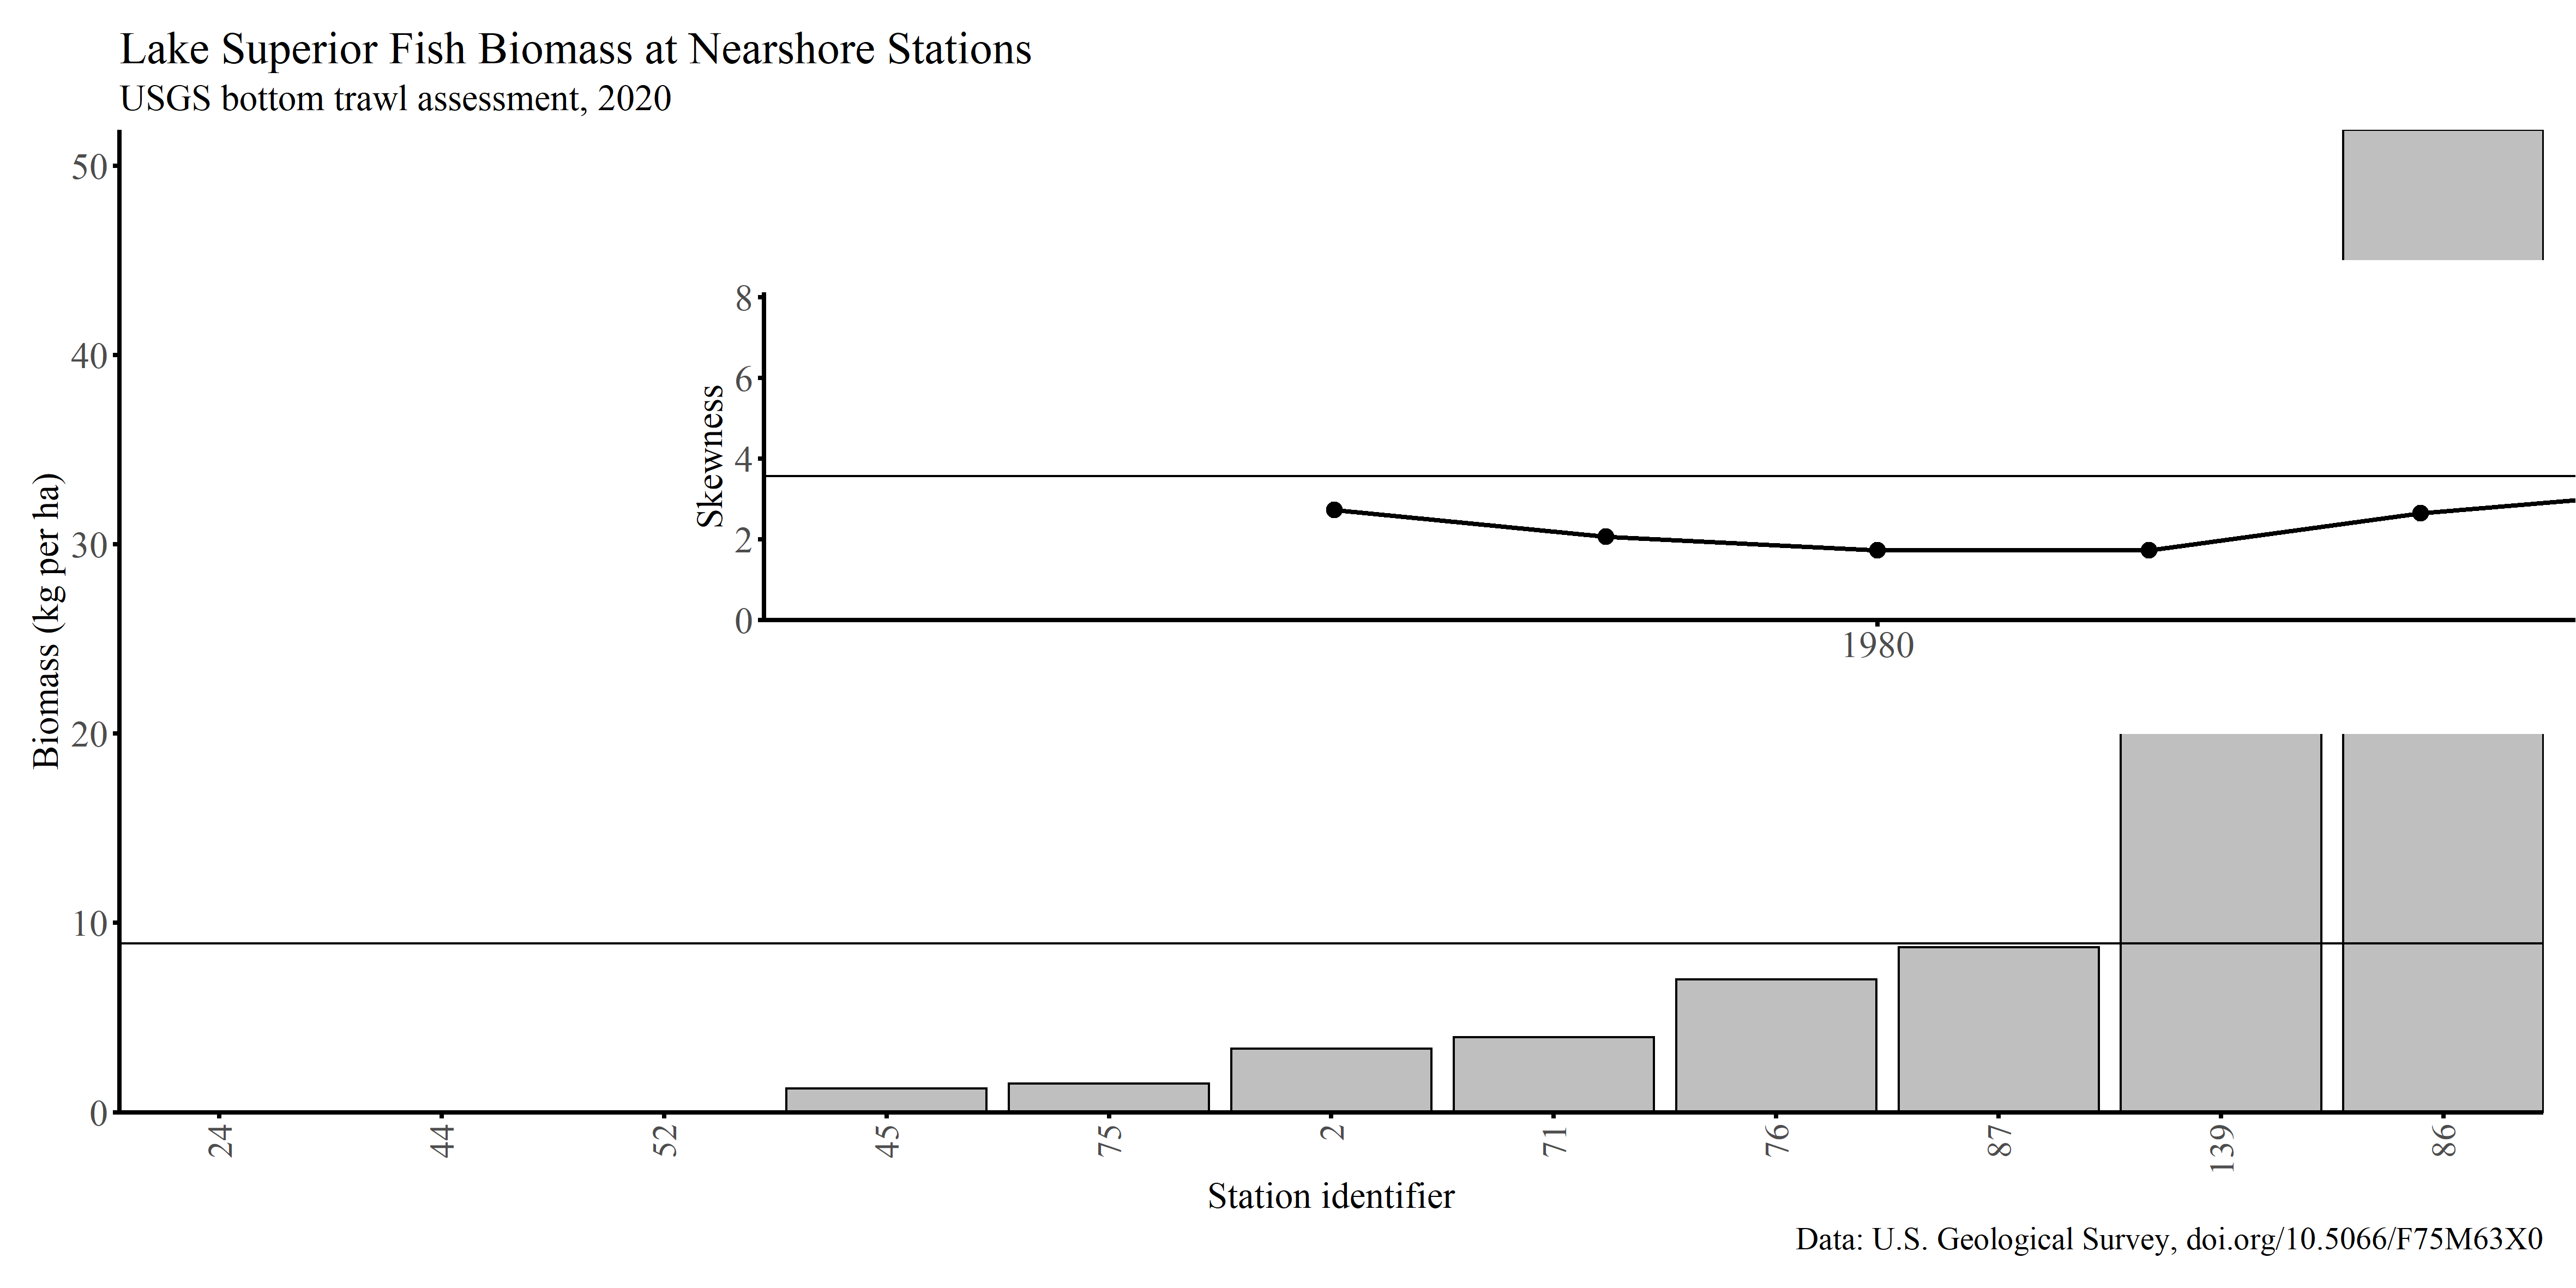 Lake Superior Fish Biomass at Nearshore Stations
USGS bottom trawl assessment, 2020
Biomass (kg per ha)
50
40
30
20
10
0
Skewness
8
6
4
2
0
1980
24 44 52 45 75 2 71 76 87 139 86
Station identifier
Data: U.S. Geological Survey, doi.org/10.5066/F75M63X0